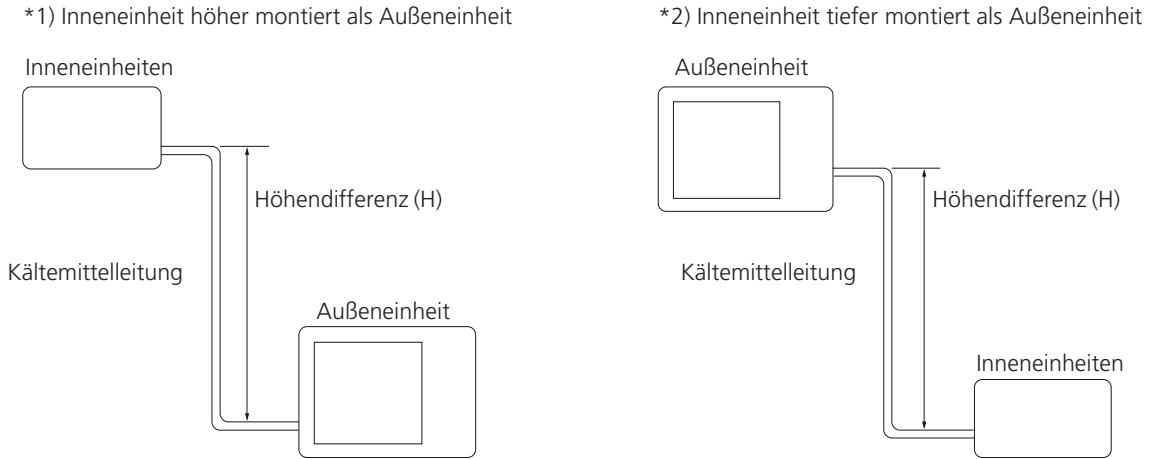 *1) Inneneinheit höher montiert als Außeneinheit
Inneneinheiten
Höhendifferenz (H)
Kältemittelleitung
Außeneinheit
*2) Inneneinheit tiefer montiert als Außeneinheit
Außeneinheit
Höhendifferenz (H)
Kältemittelleitung
Inneneinheiten